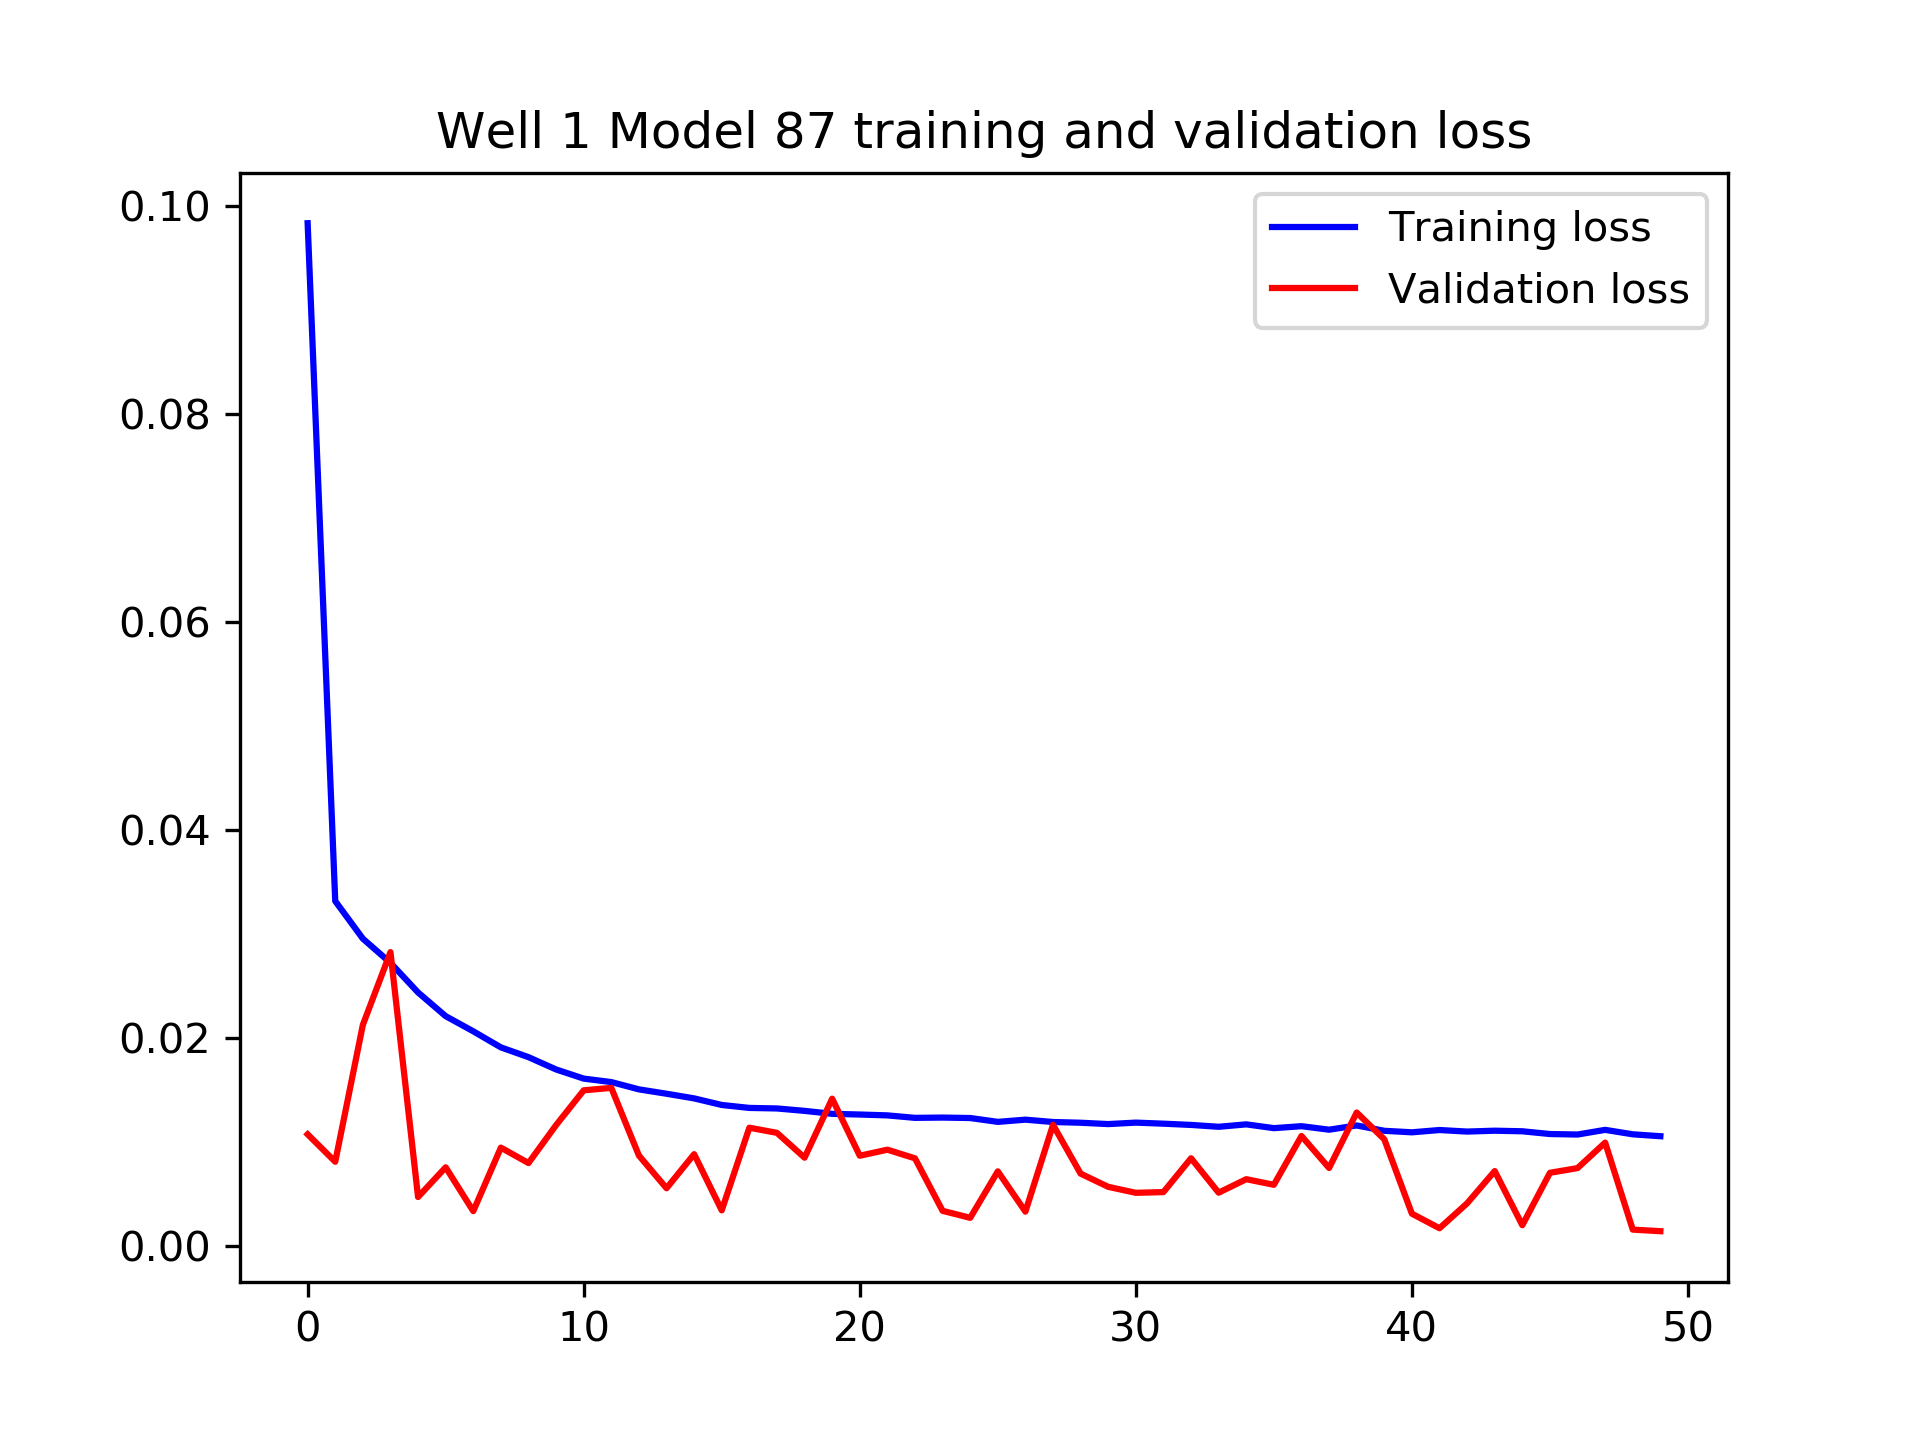 Well 1 Model 87 training and validation loss
Training loss
Validation loss
0.10
0.08
0.06
0.04
0.02
0.00
0 10 20 30 40 50